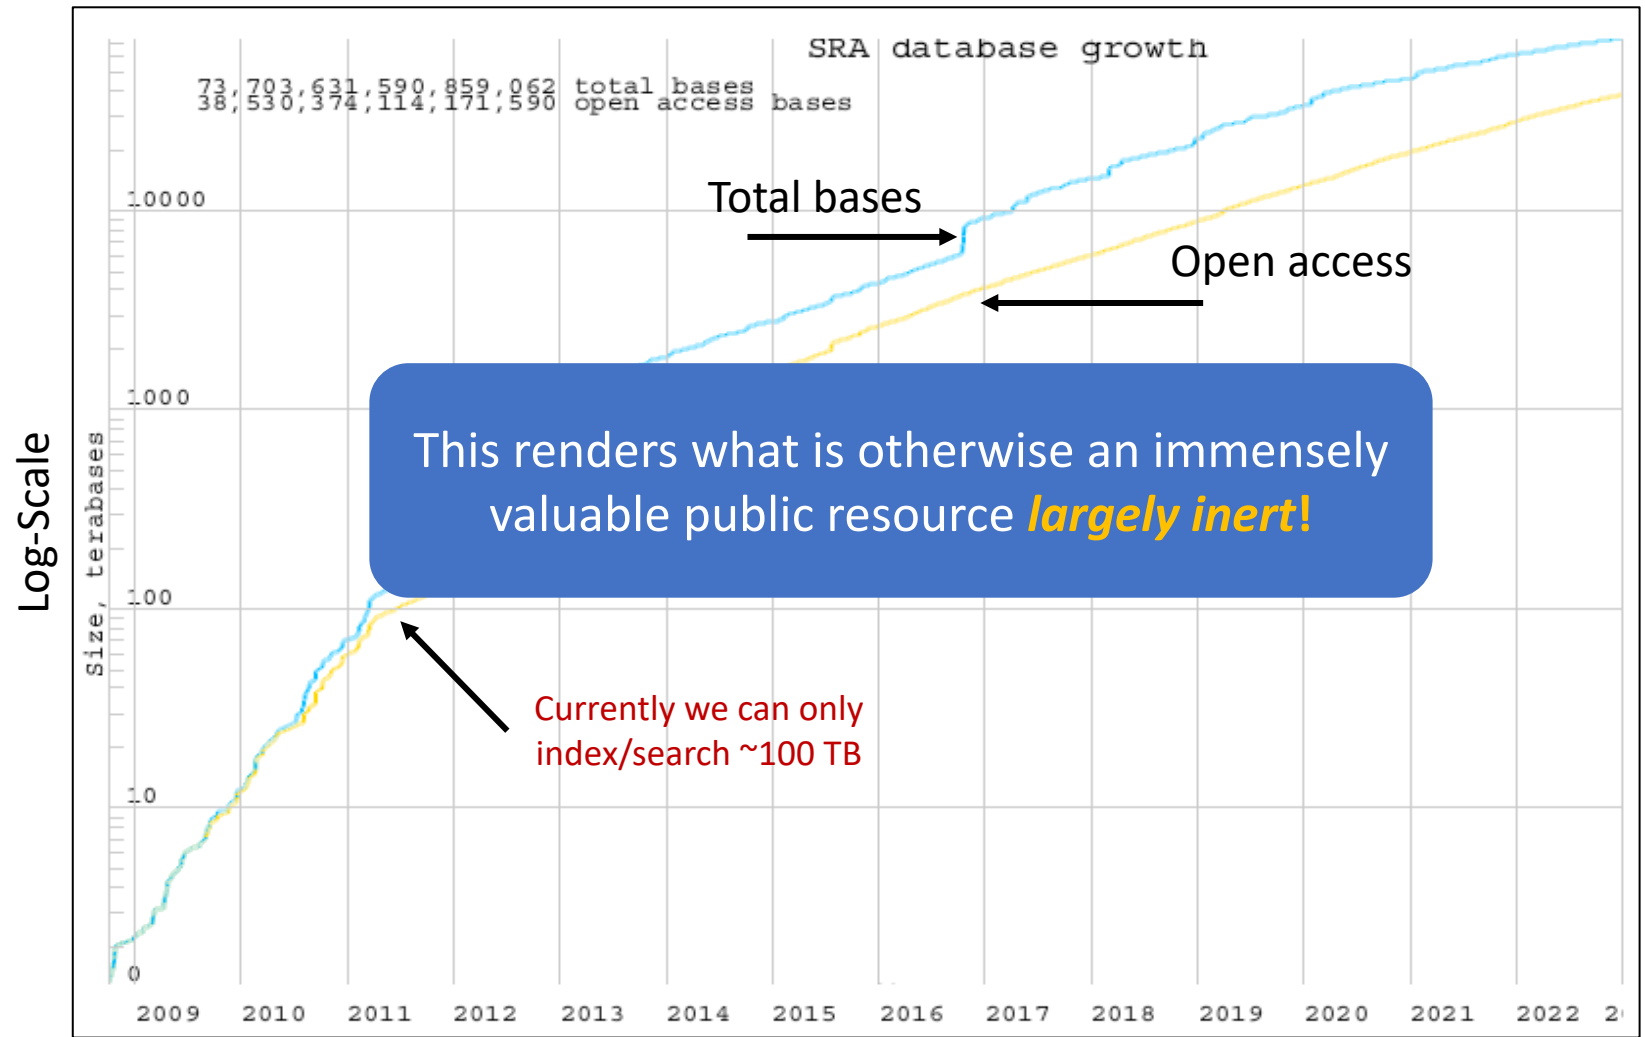 SRA database growth
73,703,631,590,859,062 total bases
38,530,374,114,171,590 open access bases
Total bases
Open access
10000
1000
100
10
0
Log-Scale
Size, terabases
This renders what is otherwise an immensely
valuable public resource largely inert!
Currently we can only
index/search ~100 TB
2009 2010 2011 2012 2013 2014 2015 2016 2017 2018 2019 2020 2021 2022 2